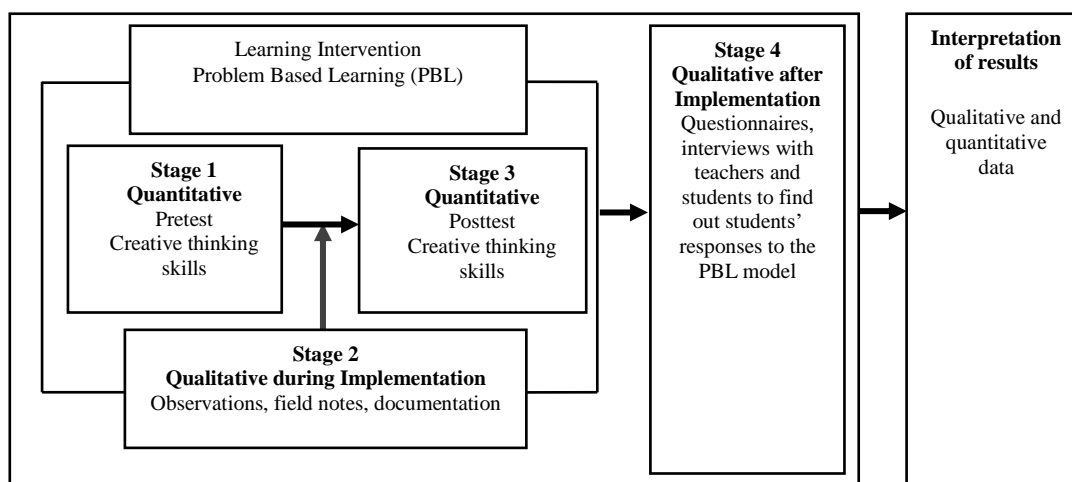 Learning Intervention
Problem Based Learning (PBL)
Stage 1
Quantitative
Pretest
Creative thinking
skills
Stage 3
Quantitative
Posttest
Creative thinking
skills
Stage 2
Qualitative during Implementation
Observations, field notes, documentation
Stage 4
Qualitative after
Implementation
Questionnaires,
interviews with
teachers and
students to find
out students’
responses to the
PBL model
Interpretation
of results
Qualitative and
quantitative
data